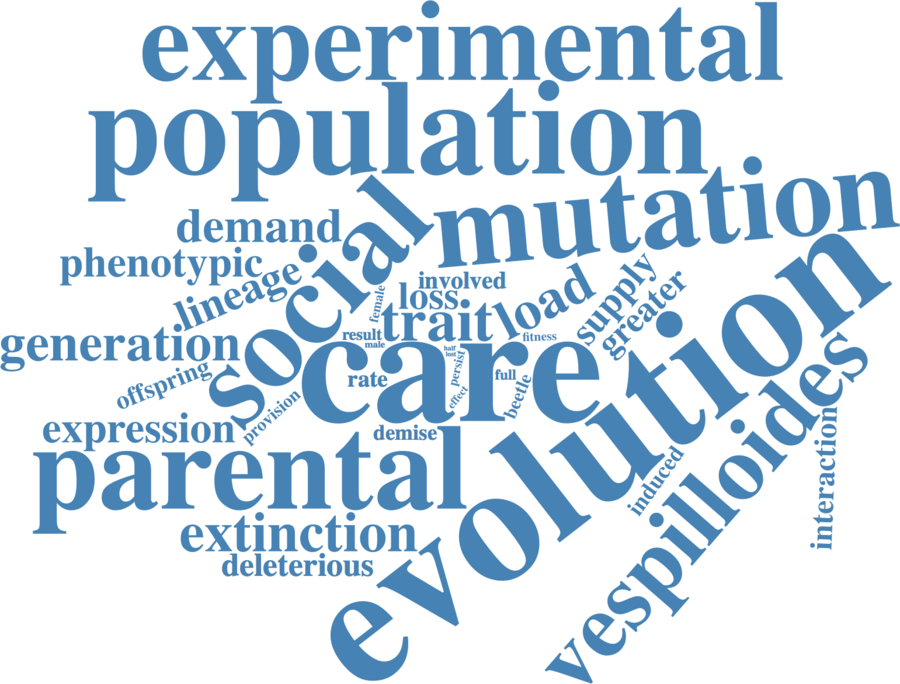 experimental
population
mutation
social
demand
phenotypic
lineage
involved
loss
female
trait
load
supply
greater
generation
result
male
care
half
lost
fitness
offspring
rate
persist
full
effect
beetle
provision
expression
demise
evolution
parental
vespilloides
interaction
induced
extinction
deleterious